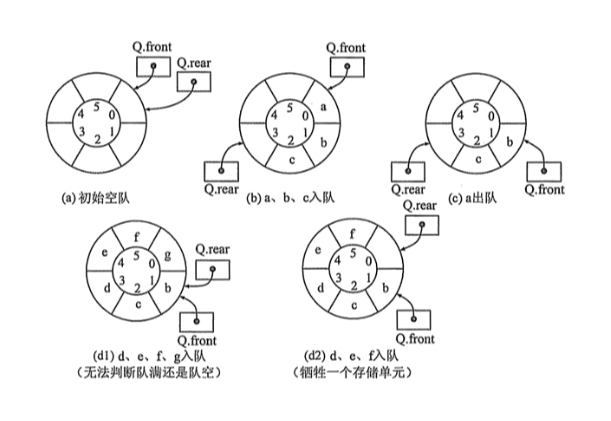 Q.front
Q.rear
5
4 0
3 1
2
(a) 初始空队
Q.front
5 a
4 0
3 1 b
2
c
Q.rear
(b) a、b、c入队
5
4 0
3 1 b
2
c
Q.rear
Q.front
(c) a出队
f
e 5 g
4 0
3 1
d 2 b
c
Q.rear
Q.front
(d1) d、e、f、g入队
(无法判断队满还是队空)
Q.rear
f
e 5
4 0
3 1
d 2 b
c
Q.front
(d2) d、e、f入队
(牺牲一个存储单元)